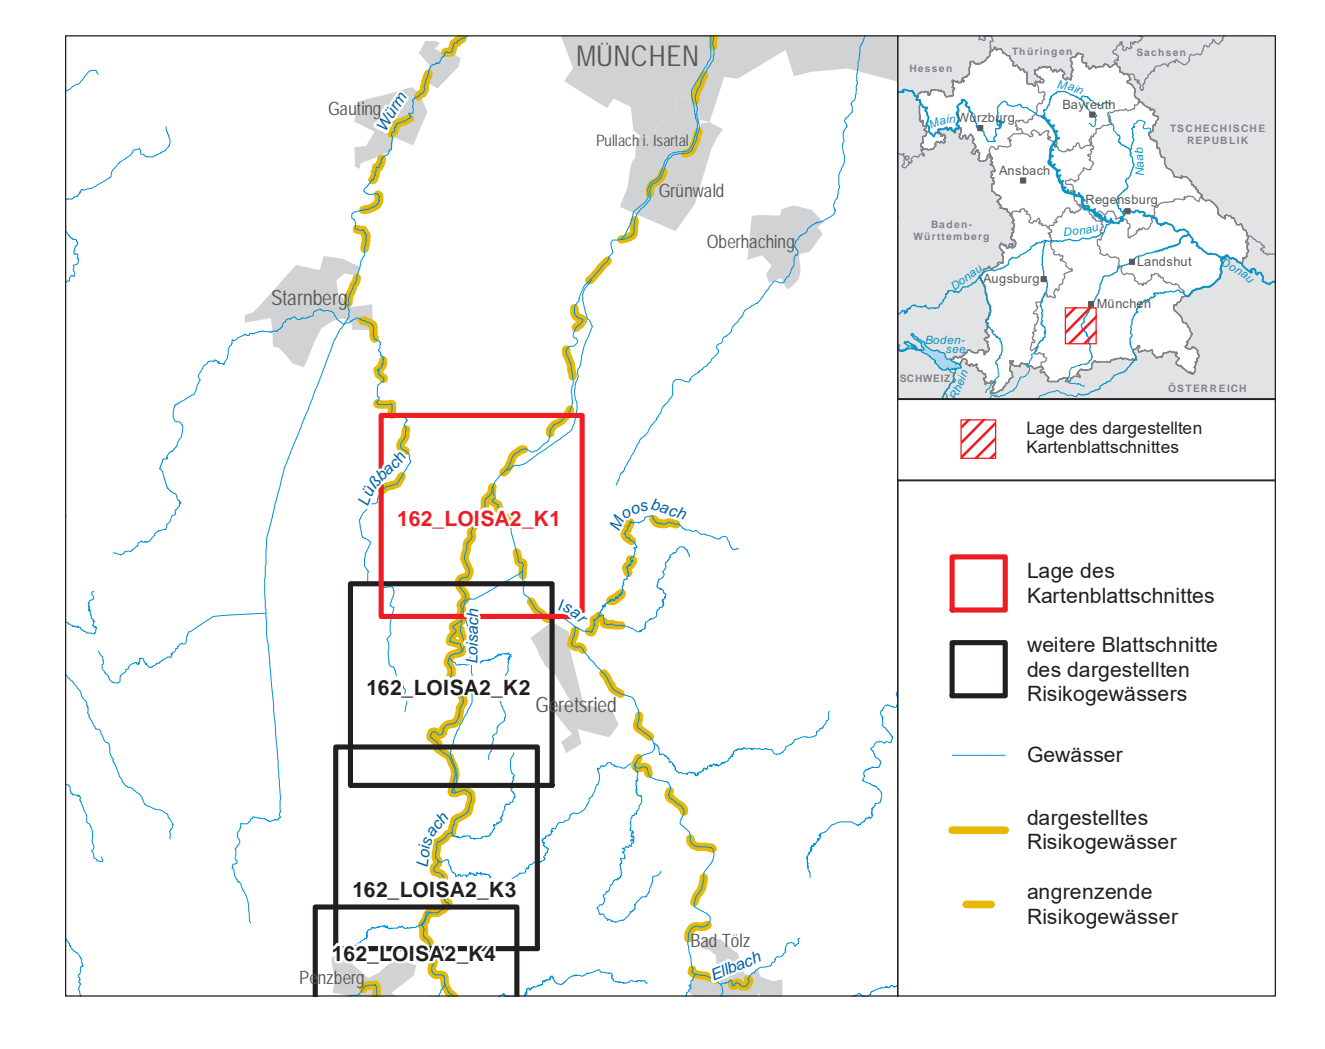 MÜNCHEN
Gauting
Würm
Pullach i. Isartal
Grünwald
Oberhaching
Starnberg
Lüßbach
162_LOISA2_K1
Moosbach
Isar
Loisach
162_LOISA2_K2
Geretsried
Loisach
162_LOISA2_K3
Bad Tölz
162_LOISA2_K4
Ellbach
Penzberg
Thüringen
Sachsen
Hessen
Main
Bayreuth
Main
Würzburg
TSCHECHISCHE
REPUBLIK
Naab
Ansbach
Regensburg
Baden-
Württemberg
Donau
Landshut
Donau
Augsburg
Donau
München
Boden-
see
SCHWEIZ
Rhein
ÖSTERREICH
Lage des dargestellten
Kartenblattschnittes
Lage des
Kartenblattschnittes
weitere Blattschnitte
des dargestellten
Risikogewässers
Gewässer
dargestelltes
Risikogewässer
angrenzende
Risikogewässer